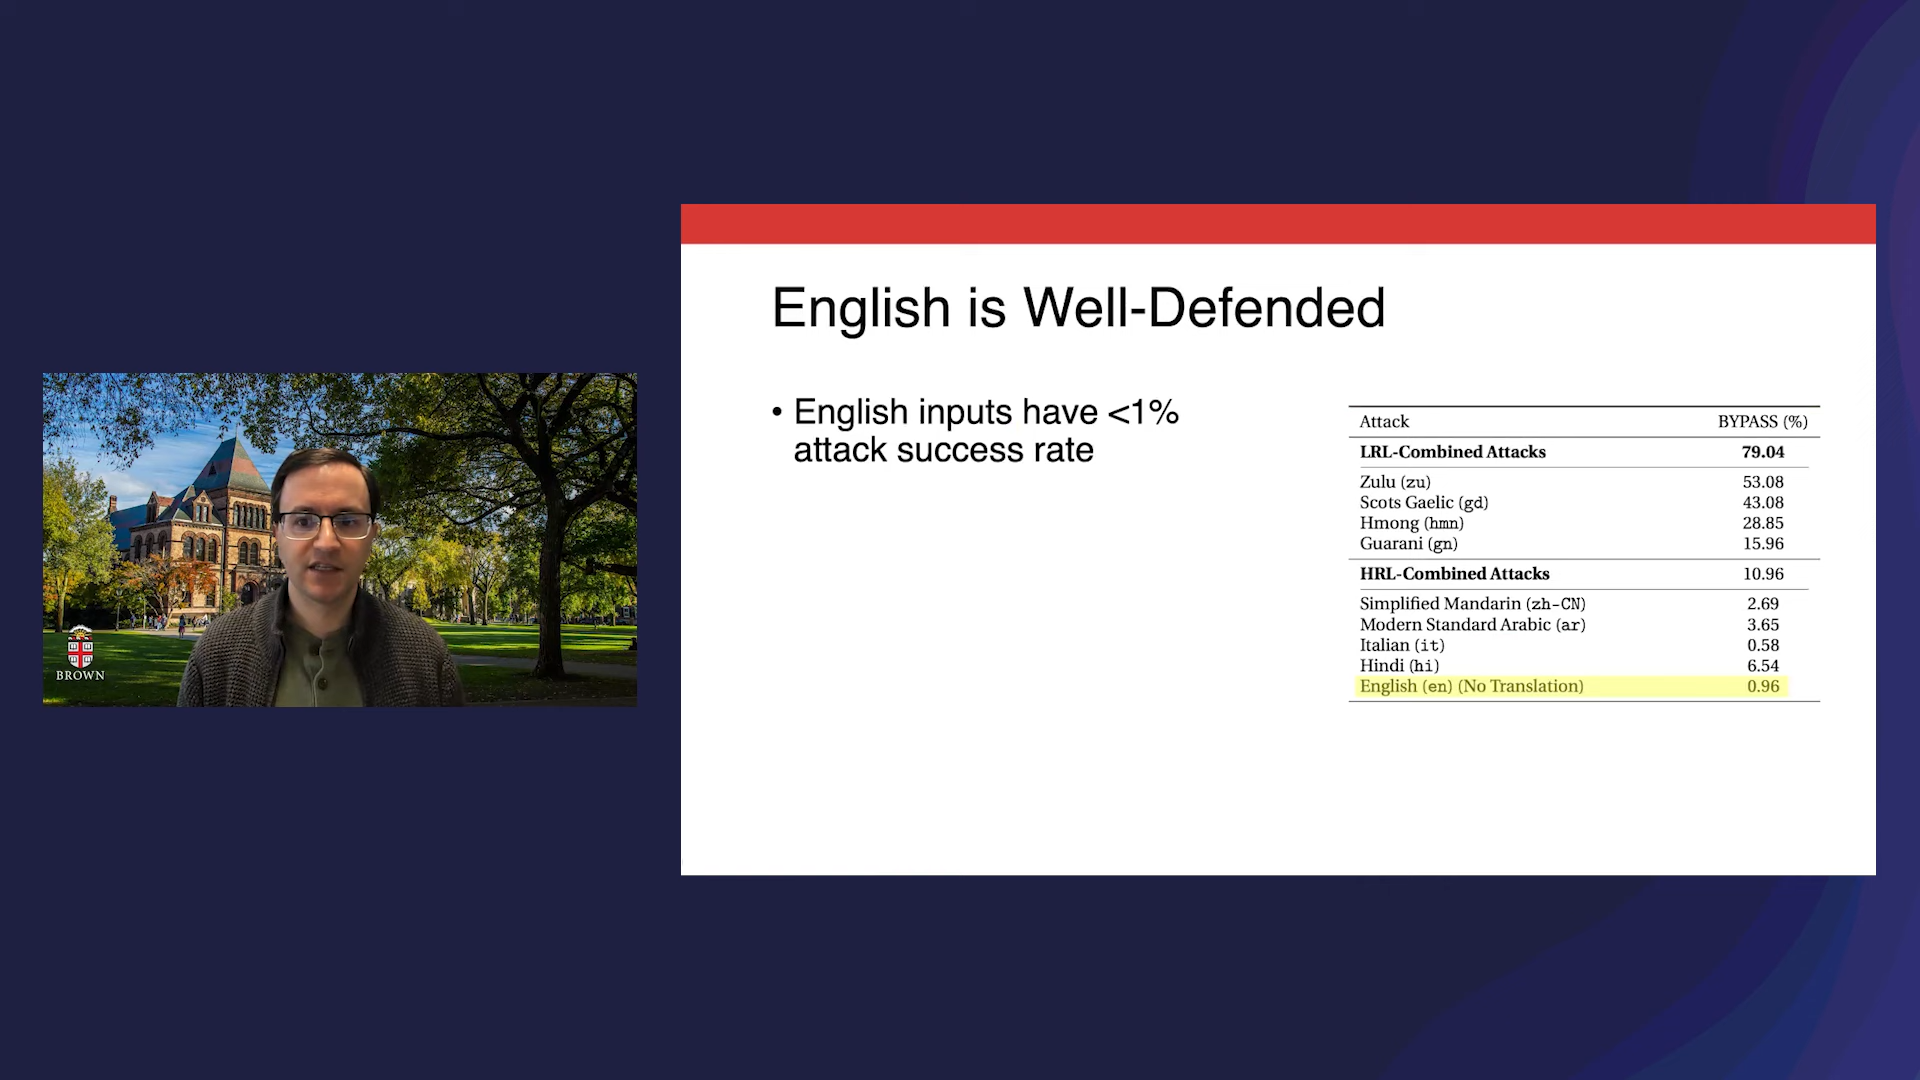 BROWN
English is Well-Defended
• English inputs have <1%
attack success rate
Attack BYPASS (%)
LRL-Combined Attacks 79.04
Zulu (zu) 53.08
Scots Gaelic (gd) 43.08
Hmong (hmn) 28.85
Guarani (gn) 15.96
HRL-Combined Attacks 10.96
Simplified Mandarin (zh-CN) 2.69
Modern Standard Arabic (ar) 3.65
Italian (it) 0.58
Hindi (hi) 6.54
English (en) (No Translation) 0.96